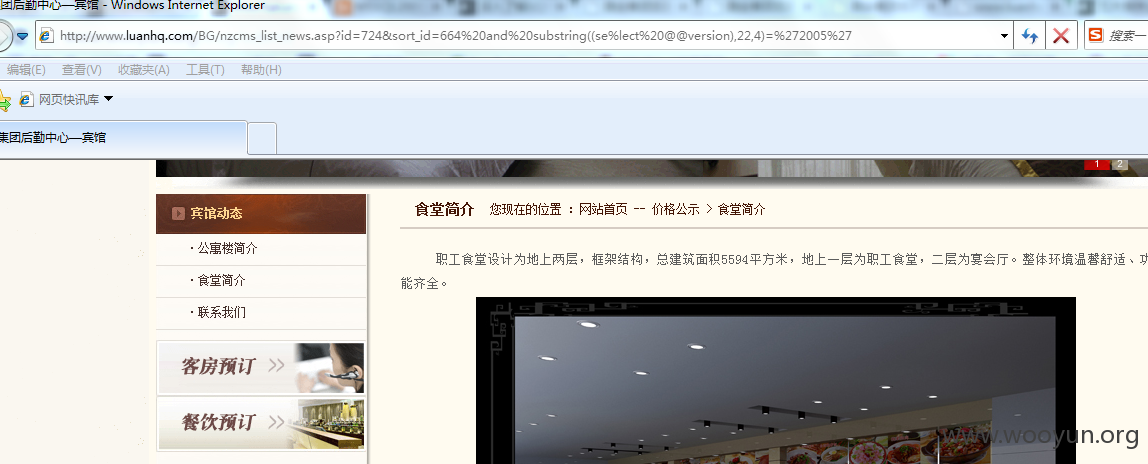 团后勤中心—宾馆 - Windows Internet Explorer
http://www.luanhq.com/BG/nzcms_list_news.asp?id=724&sort_id=664%20and%20substring((se%lect%20@@version),22,4)=%272005%27
搜索一
编辑(E) 查看(V) 收藏夹(A) 工具(T) 帮助(H)
网页快讯库
集团后勤中心—宾馆
1 2
宾馆动态
食堂简介 您现在的位置 : 网站首页 -- 价格公示 > 食堂简介
· 公寓楼简介
· 食堂简介
· 联系我们
职工食堂设计为地上两层，框架结构，总建筑面积5594平方米，地上一层为职工食堂，二层为宴会厅。整体环境温馨舒适、功
能齐全。
客房预订 >>
餐饮预订 >>
www.wooyun.org